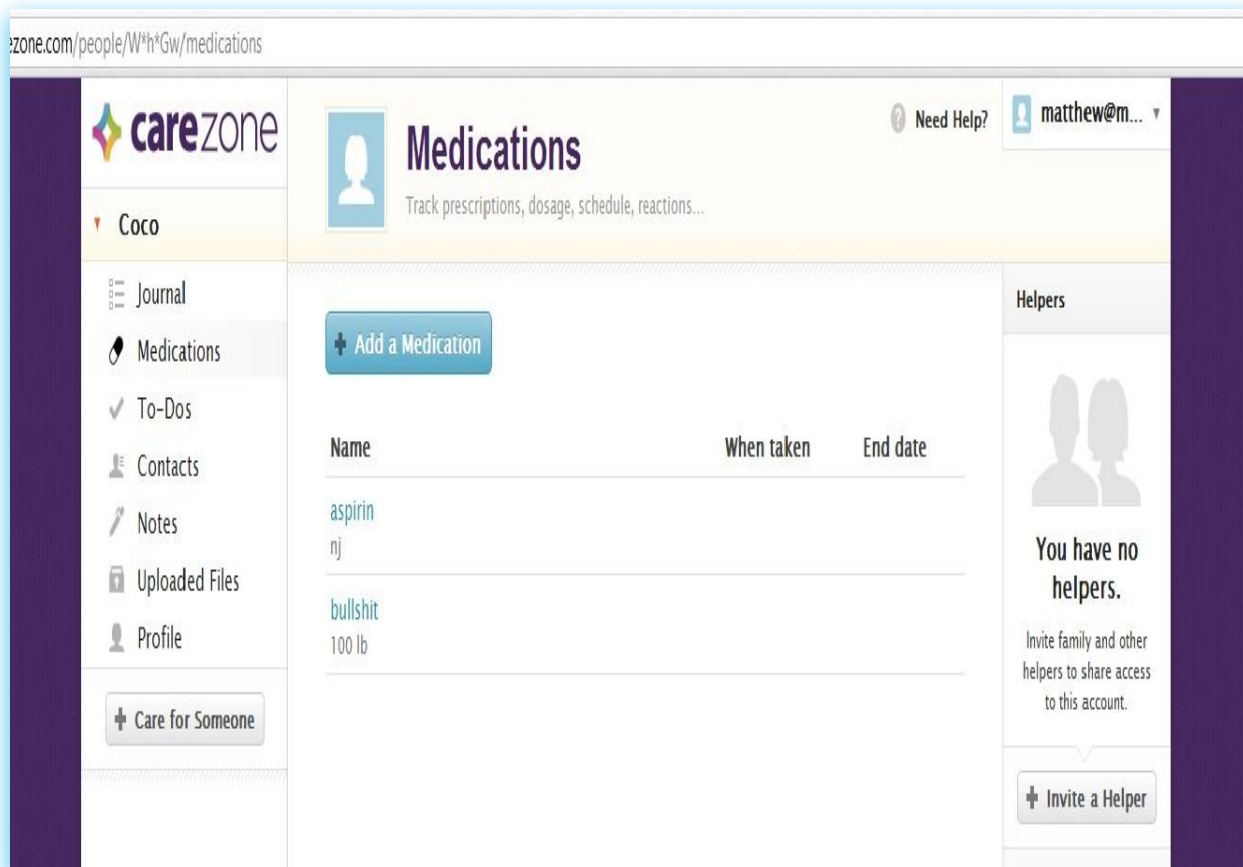 ezone.com/people/W*h*Gw/medications
carezone
Coco
Journal
Medications
To-Dos
Contacts
Notes
Uploaded Files
Profile
+ Care for Someone
Medications
Track prescriptions, dosage, schedule, reactions...
? Need Help?
matthew@m...
+ Add a Medication
Name When taken End date
aspirin
nj
bullshit
100 lb
Helpers
You have no
helpers.
Invite family and other
helpers to share access
to this account.
+ Invite a Helper